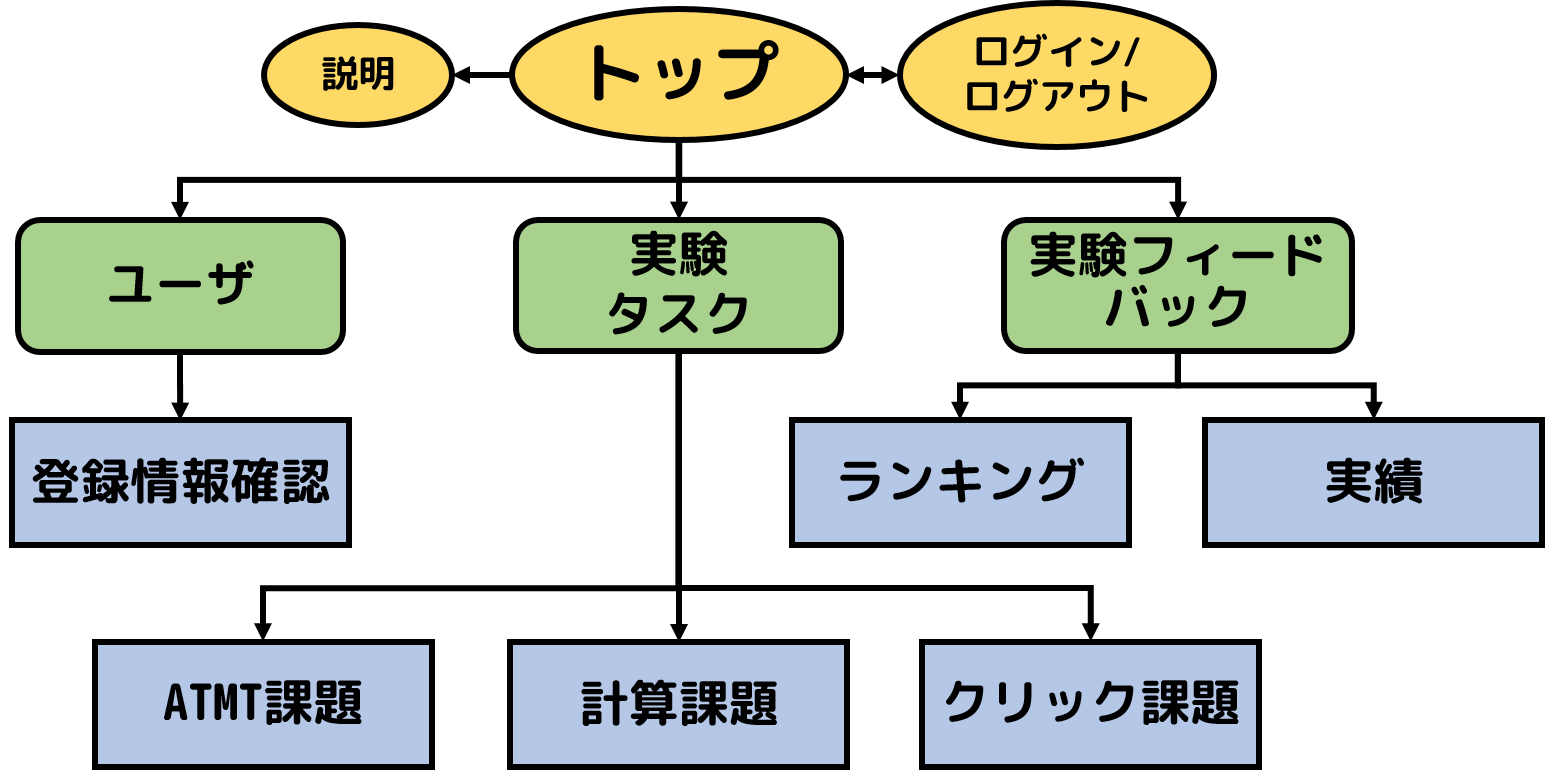 説明
トップ
ログイン/
ログアウト
ユーザ
実験
タスク
実験フィード
バック
登録情報確認
ランキング
実績
ATMT課題
計算課題
クリック課題